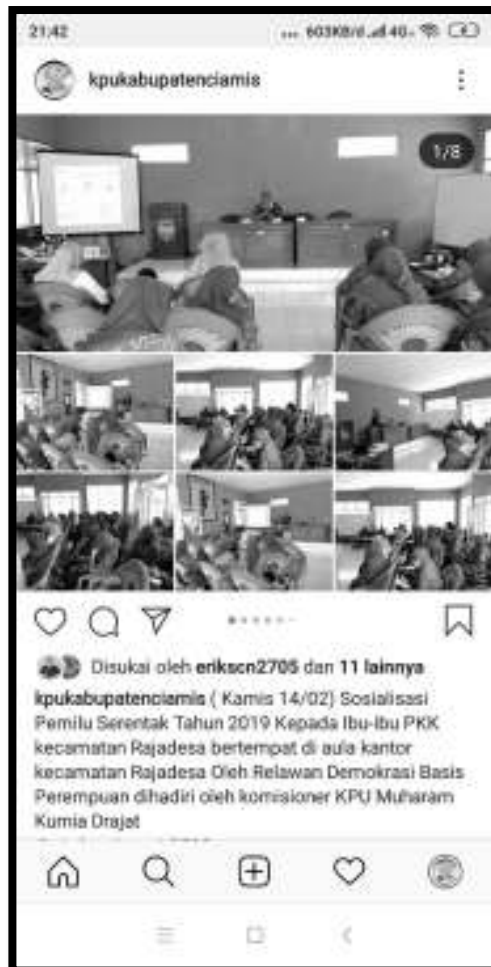 21:42
... 603KB/d 4G
kpukabupatenciamis
1/8
Disukai oleh erikscn2705 dan 11 lainnya
kpukabupatenciamis ( Kamis 14/02) Sosialisasi
Pemilu Serentak Tahun 2019 Kepada Ibu-Ibu PKK
kecamatan Rajadesa bertempat di aula kantor
kecamatan Rajadesa Oleh Relawan Demokrasi Basis
Perempuan dihadiri oleh komisioner KPU Muharam
Kurnia Drajat